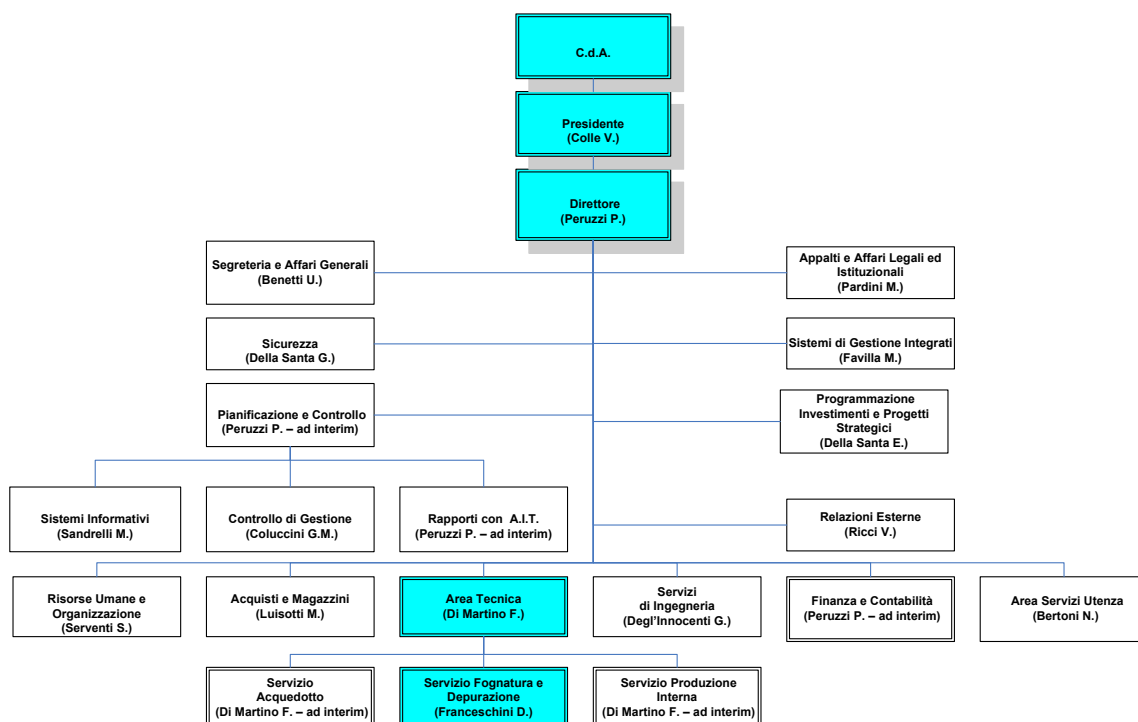 C.d.A.
Presidente
(Colle V.)
Direttore
(Peruzzi P.)
Segreteria e Affari Generali
(Benetti U.)
Appalti e Affari Legali ed
Istituzionali
(Pardini M.)
Sicurezza
(Della Santa G.)
Sistemi di Gestione Integrati
(Favilla M.)
Pianificazione e Controllo
(Peruzzi P. – ad interim)
Programmazione
Investimenti e Progetti
Strategici
(Della Santa E.)
Sistemi Informativi
(Sandrelli M.)
Controllo di Gestione
(Coluccini G.M.)
Rapporti con A.I.T.
(Peruzzi P. – ad interim)
Relazioni Esterne
(Ricci V.)
Risorse Umane e
Organizzazione
(Serventi S.)
Acquisti e Magazzini
(Luisotti M.)
Area Tecnica
(Di Martino F.)
Servizi
di Ingegneria
(Degl'Innocenti G.)
Finanza e Contabilità
(Peruzzi P. – ad interim)
Area Servizi Utenza
(Bertoni N.)
Servizio
Acquedotto
(Di Martino F. – ad interim)
Servizio Fognatura e
Depurazione
(Franceschini D.)
Servizio Produzione
Interna
(Di Martino F. – ad interim)